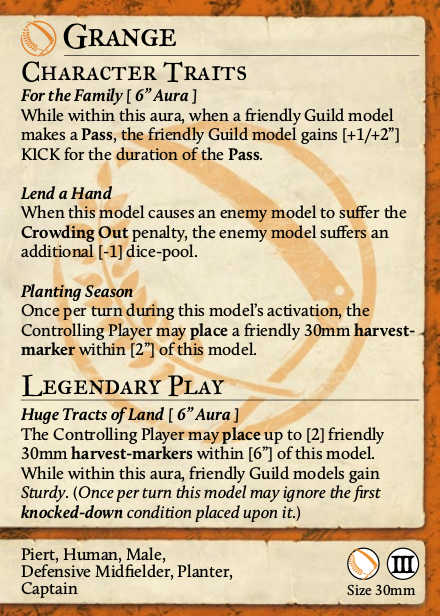 Grange
Character Traits
For the Family [ 6” Aura ]
While within this aura, when a friendly Guild model
makes a Pass, the friendly Guild model gains [+1/+2”]
KICK for the duration of the Pass.
Lend a Hand
When this model causes an enemy model to suffer the
Crowding Out penalty, the enemy model suffers an
additional [-1] dice-pool.
Planting Season
Once per turn during this model’s activation, the
Controlling Player may place a friendly 30mm harvest-
marker within [2”] of this model.
Legendary Play
Huge Tracts of Land [ 6” Aura ]
The Controlling Player may place up to [2] friendly
30mm harvest-markers within [6”] of this model.
While within this aura, friendly Guild models gain
Sturdy. (Once per turn this model may ignore the first
knocked-down condition placed upon it.)
Piert, Human, Male,
Defensive Midfielder, Planter,
Captain
III
Size 30mm